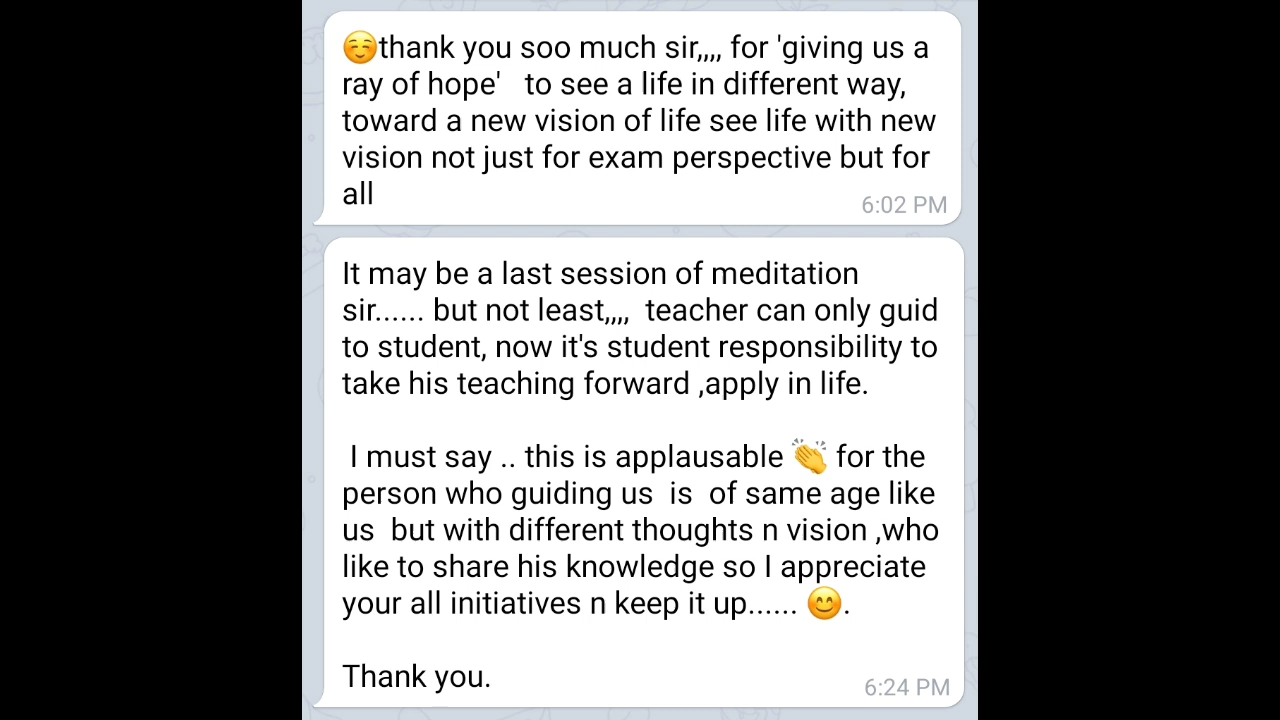 ☺️thank you soo much sir,,,, for 'giving us a
ray of hope'   to see a life in different way,
toward a new vision of life see life with new
vision not just for exam perspective but for
all
6:02 PM
It may be a last session of meditation
sir...... but not least,,,,  teacher can only guid
to student, now it's student responsibility to
take his teaching forward ,apply in life.
I must say .. this is applausable 👏 for the
person who guiding us  is  of same age like
us  but with different thoughts n vision ,who
like to share his knowledge so I appreciate
your all initiatives n keep it up...... 😊.
Thank you.
6:24 PM